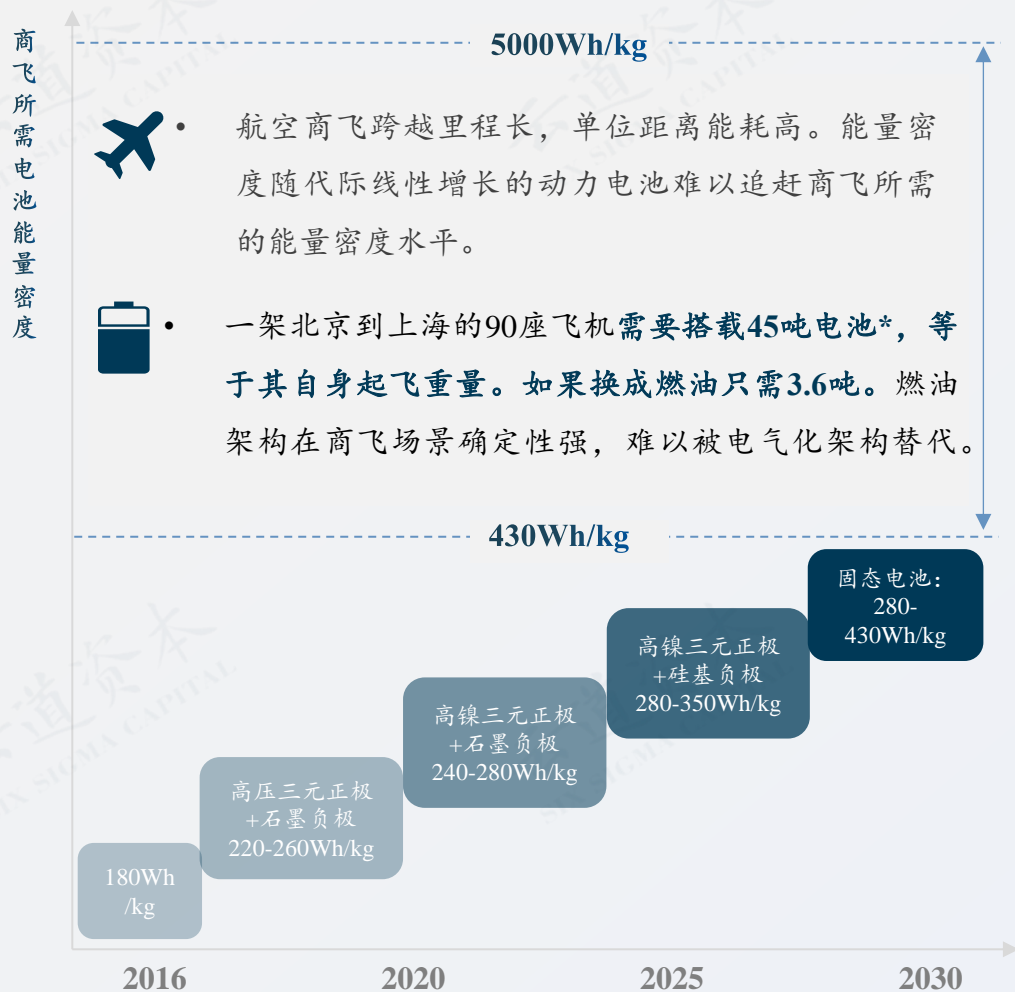 商飞所需电池能量密度
5000Wh/kg
• 航空商飞跨越里程长，单位距离能耗高。能量密
度随代际线性增长的动力电池难以追赶商飞所需
的能量密度水平。
• 一架北京到上海的90座飞机需要搭载45吨电池*，等
于其自身起飞重量。如果换成燃油只需3.6吨。燃油
架构在商飞场景确定性强，难以被电气化架构替代。
430Wh/kg
固态电池：
280-
430Wh/kg
高镍三元正极
+硅基负极
280-350Wh/kg
高镍三元正极
+石墨负极
240-280Wh/kg
高压三元正极
+石墨负极
220-260Wh/kg
180Wh
/kg
2016 2020 2025 2030
SIX SIGMA CAPITAL